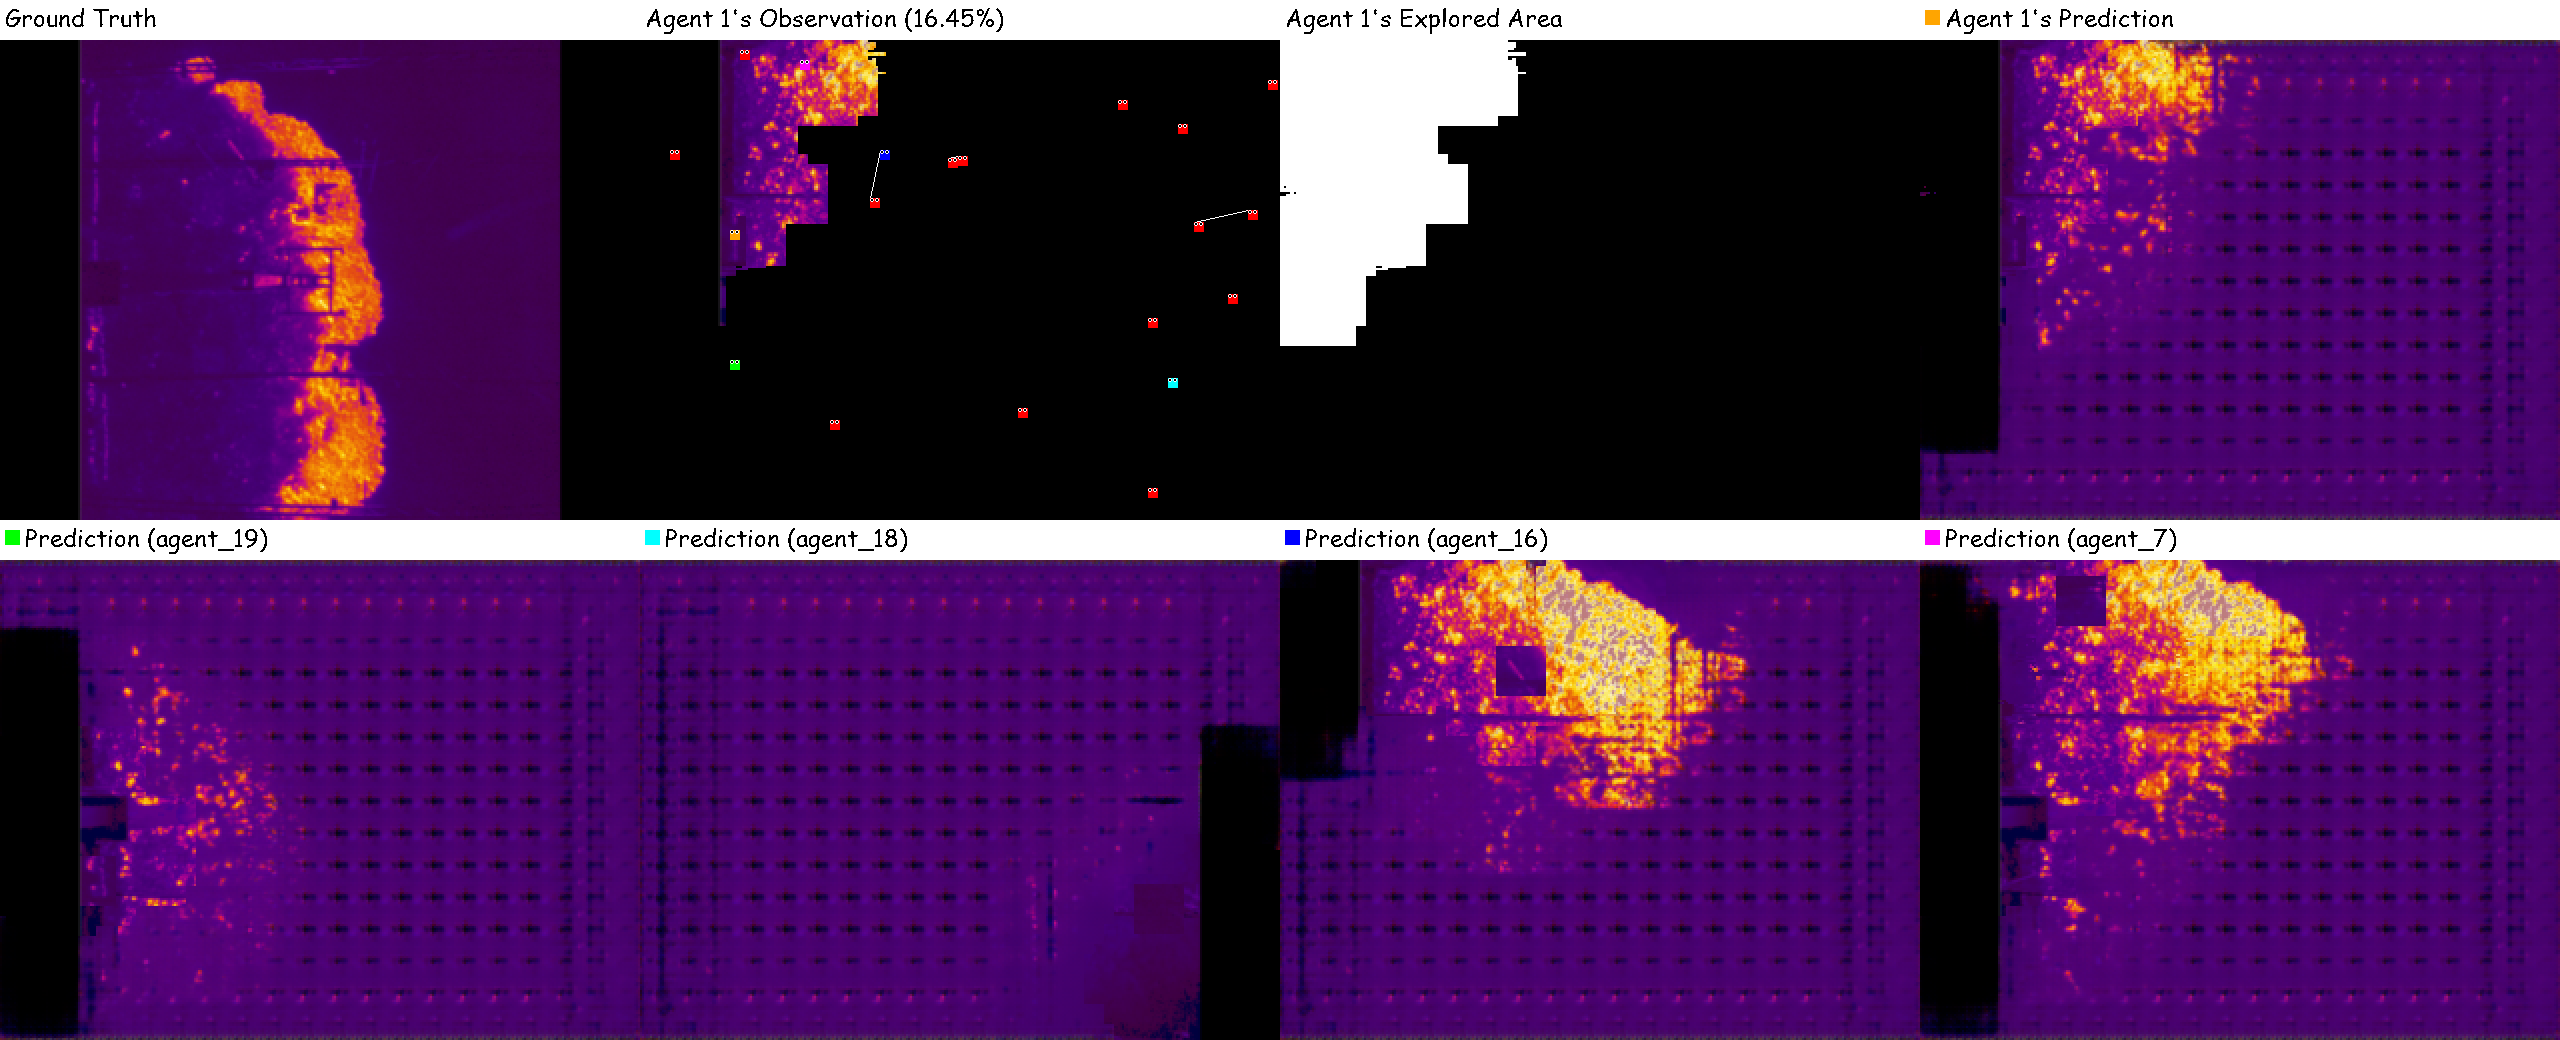 Ground Truth
Agent 1's Observation (16.45%)
Agent 1's Explored Area
Agent 1's Prediction
Prediction (agent_19)
Prediction (agent_18)
Prediction (agent_16)
Prediction (agent_7)